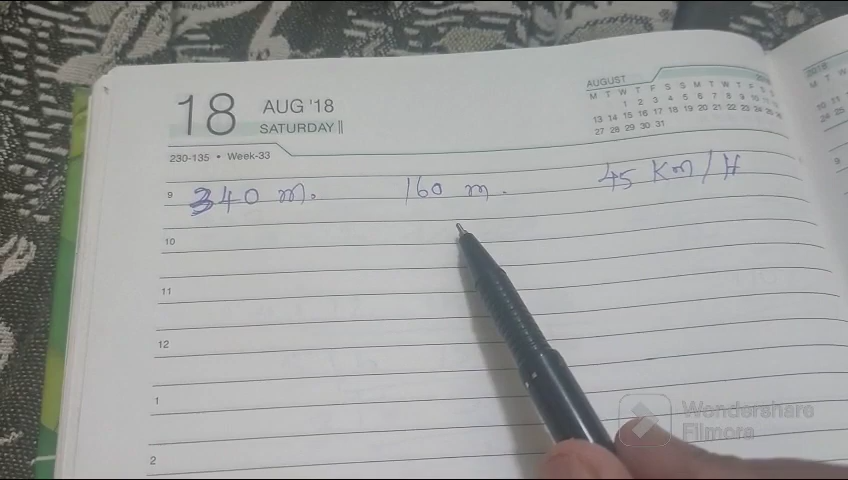 18 AUG '18
SATURDAY
230-135 • Week-33
AUGUST
M T W T F S S M T W T F S
1 2 3 4 5 6 7 8 9 10
13 14 15 16 17 18 19 20 21 22 23 24 25
27 28 29 30 31
9 340 m. 160 m. 45 Km/H
10
11
12
1
2
Wondershare
Filmora